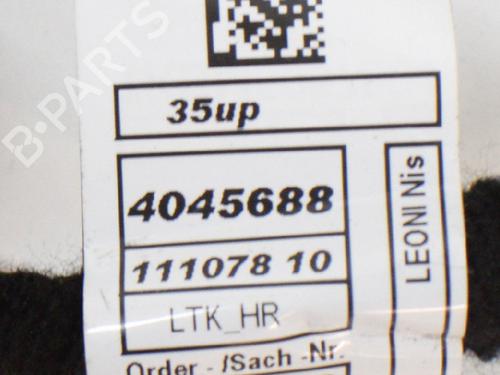 35up
4045688
111078 10
LTK_HR
Order - /Sach -Nr.
LEONI Nis
B-PARTS